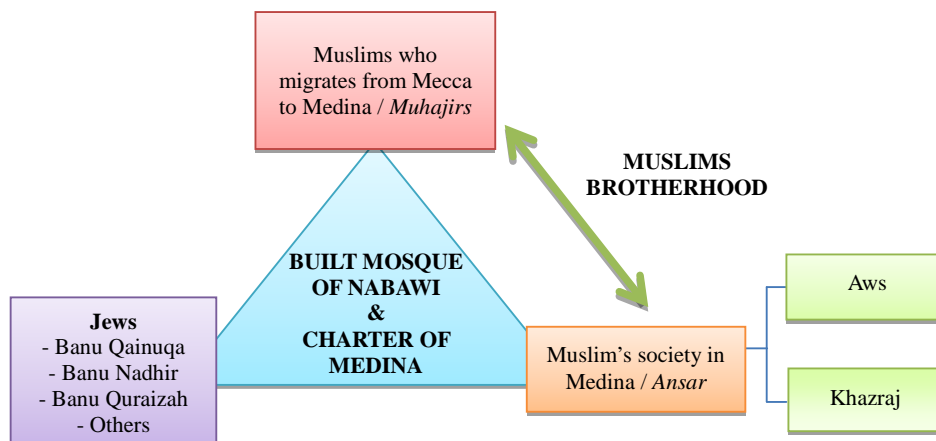 Muslims who
migrates from Mecca
to Medina / Muhajirs
MUSLIMS
BROTHERHOOD
BUILT MOSQUE
OF NABAWI
&
CHARTER OF
MEDINA
Jews
- Banu Qainuqa
- Banu Nadhir
- Banu Quraizah
- Others
Muslim’s society in
Medina / Ansar
Aws
Khazraj